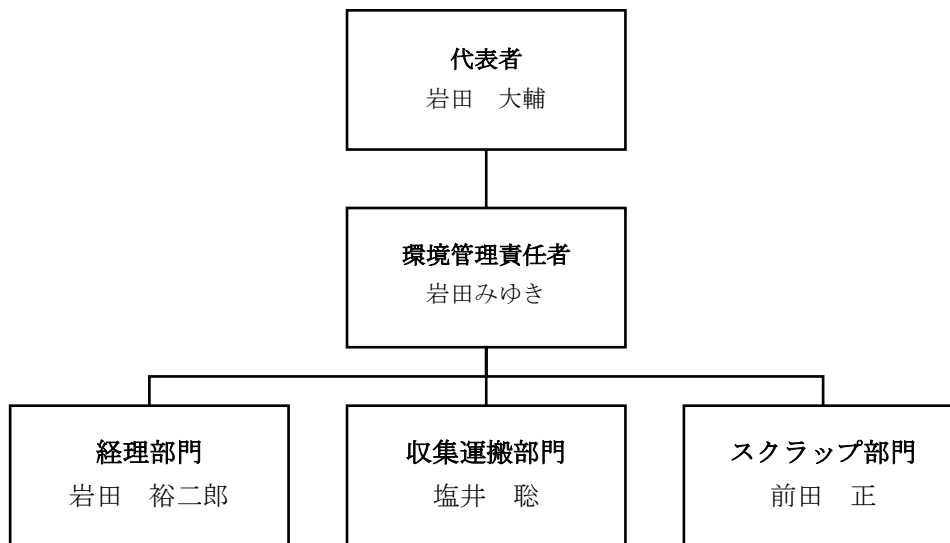 代表者
岩田　大輔
環境管理責任者
岩田みゆき
経理部門
岩田　裕二郎
収集運搬部門
塩井　聡
スクラップ部門
前田　正